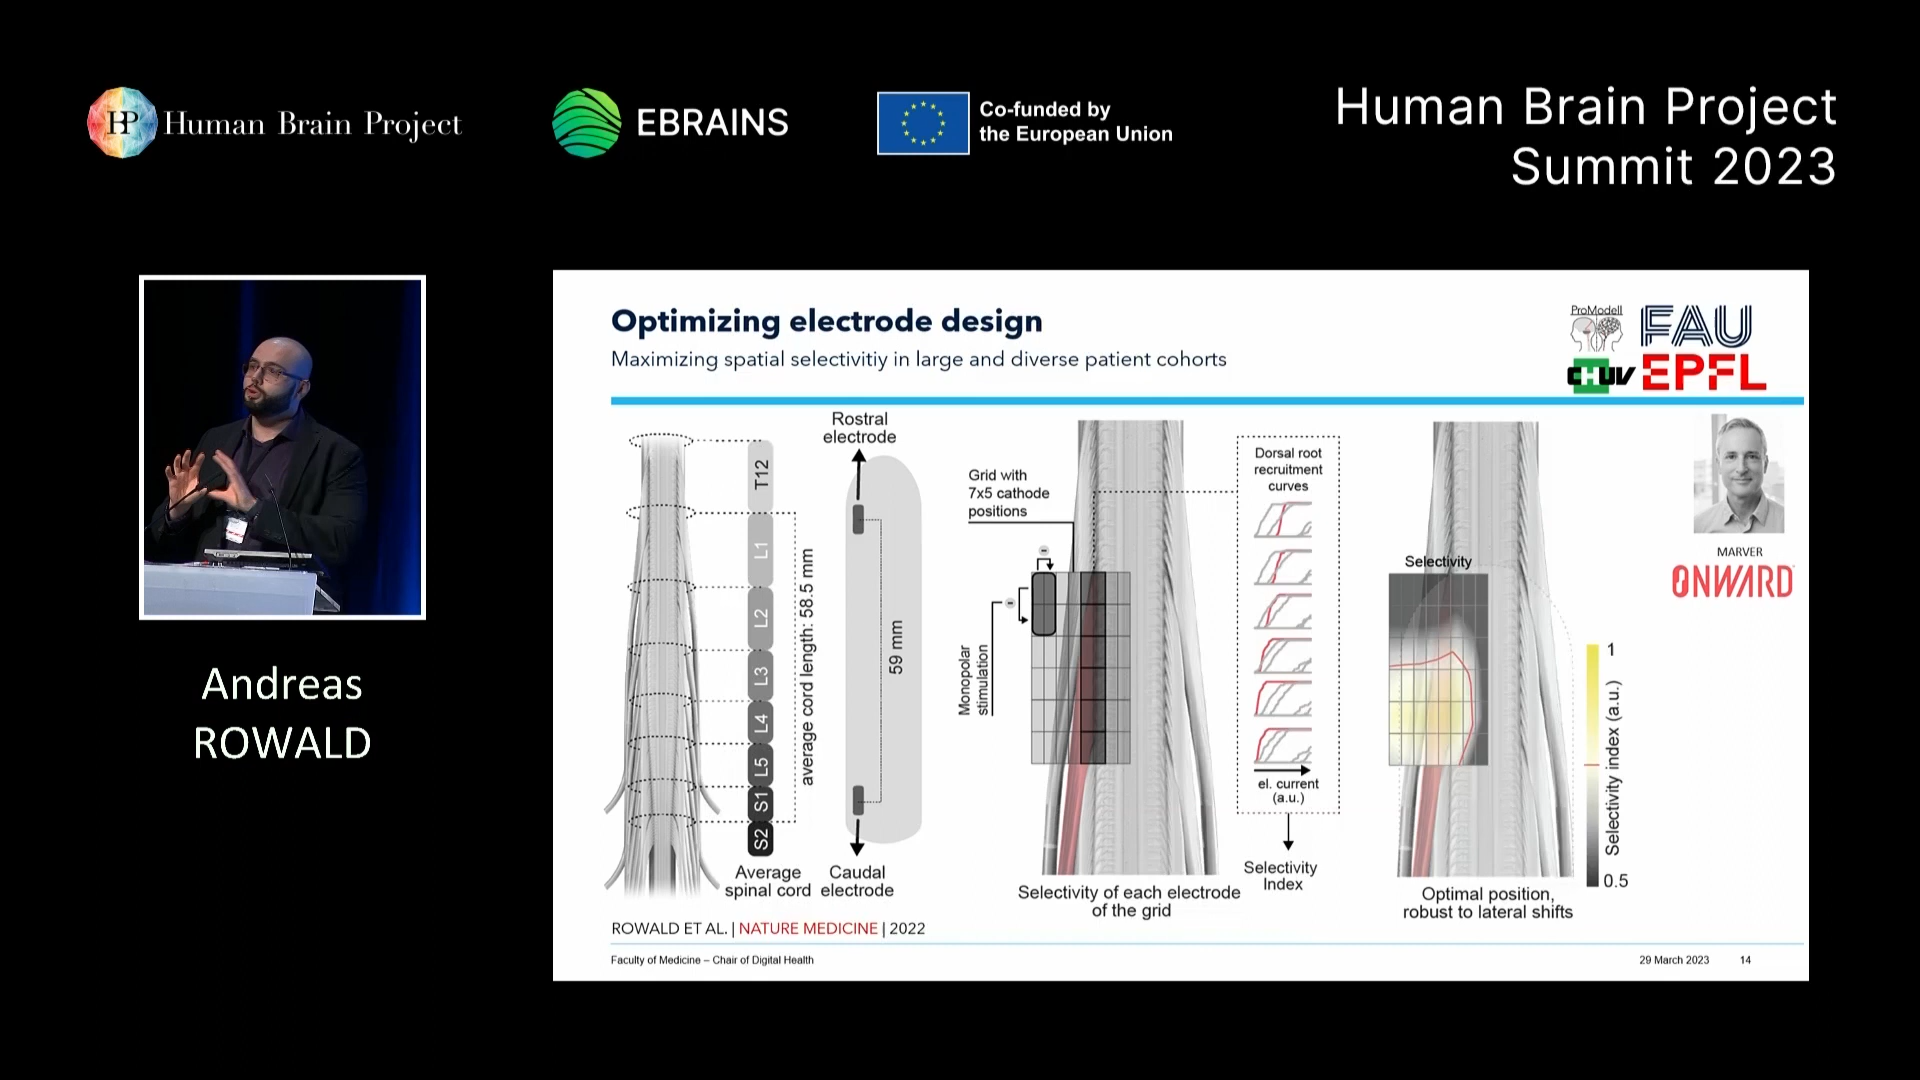 HP Human Brain Project
EBRAINS
Co-funded by
the European Union
Human Brain Project
Summit 2023
Andreas
ROWALD
Optimizing electrode design
Maximizing spatial selectivitiy in large and diverse patient cohorts
ProModell
FAU
CHUV
EPFL
T12
L1
L2
L3
L4
L5
S1
S2
average cord length: 58.5 mm
Average
spinal cord
Rostral
electrode
59 mm
Caudal
electrode
Grid with
7x5 cathode
positions
-
-
Monopolar
stimulation
Selectivity of each electrode
of the grid
Dorsal root
recruitment
curves
el. current
(a.u.)
Selectivity
Index
Selectivity
Optimal position,
robust to lateral shifts
1
Selectivity index (a.u.)
0.5
MARVER
ONWARD
ROWALD ET AL. | NATURE MEDICINE | 2022
Faculty of Medicine – Chair of Digital Health
29 March 2023
14